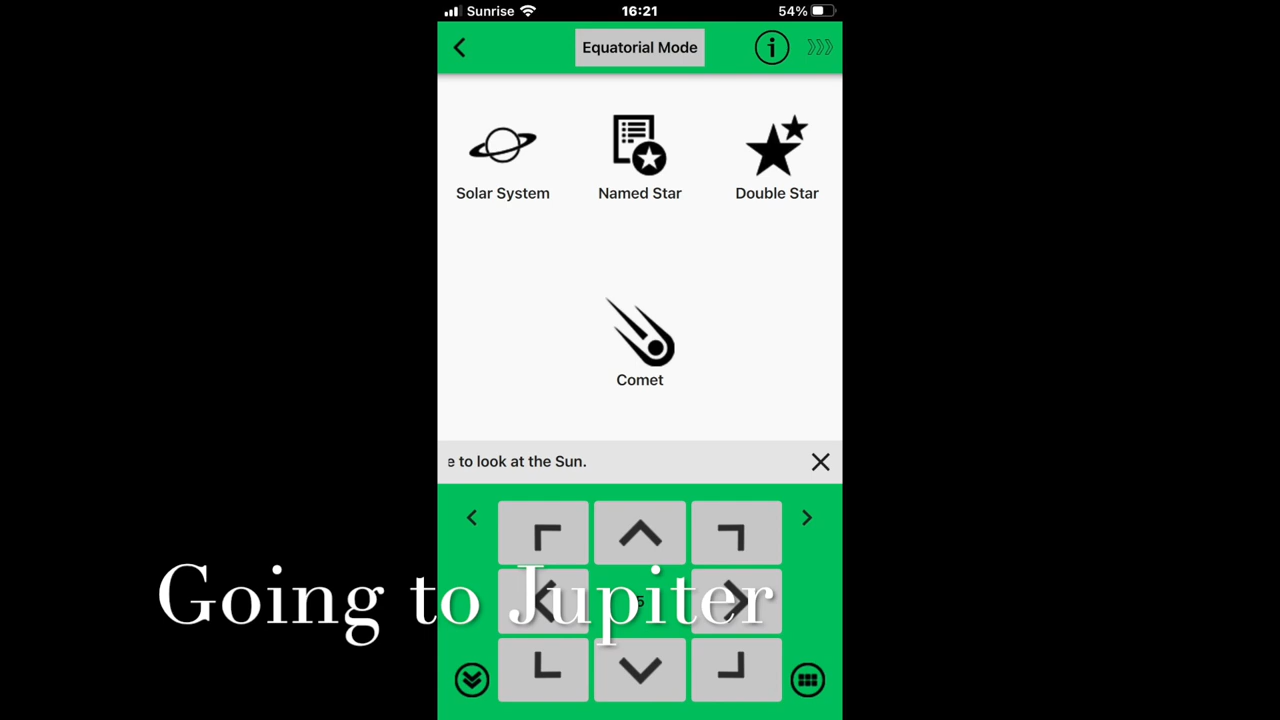 Sunrise 16:21 54%
Equatorial Mode
Solar System Named Star Double Star
Comet
e to look at the Sun.
Going to Jupiter